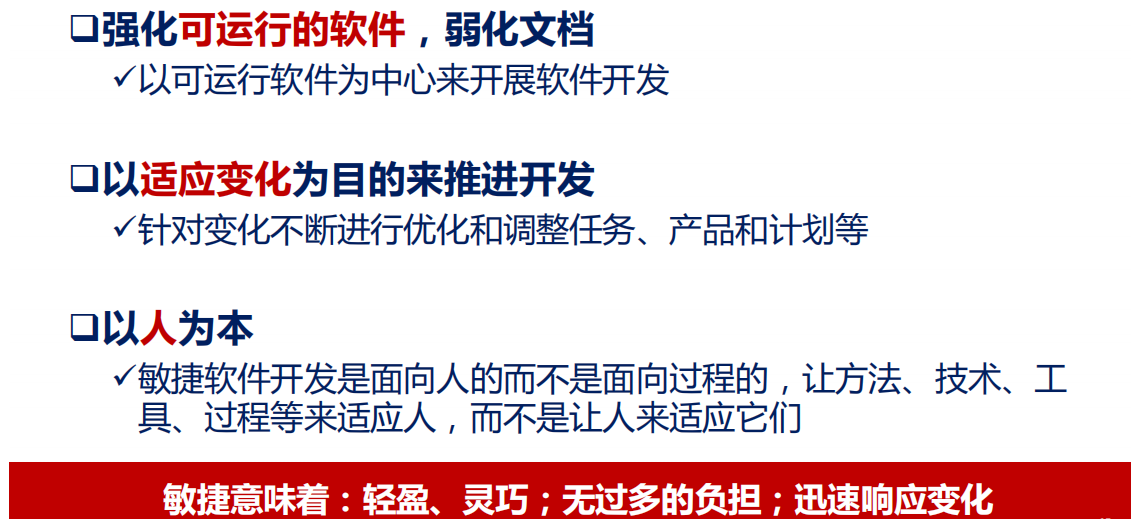 ❑强化可运行的软件，弱化文档
✓以可运行软件为中心来开展软件开发
❑以适应变化为目的来推进开发
✓针对变化不断进行优化和调整任务、产品和计划等
❑以人为本
✓敏捷软件开发是面向人的而不是面向过程的，让方法、技术、工
具、过程等来适应人，而不是让人来适应它们
敏捷意味着：轻盈、灵巧；无过多的负担；迅速响应变化